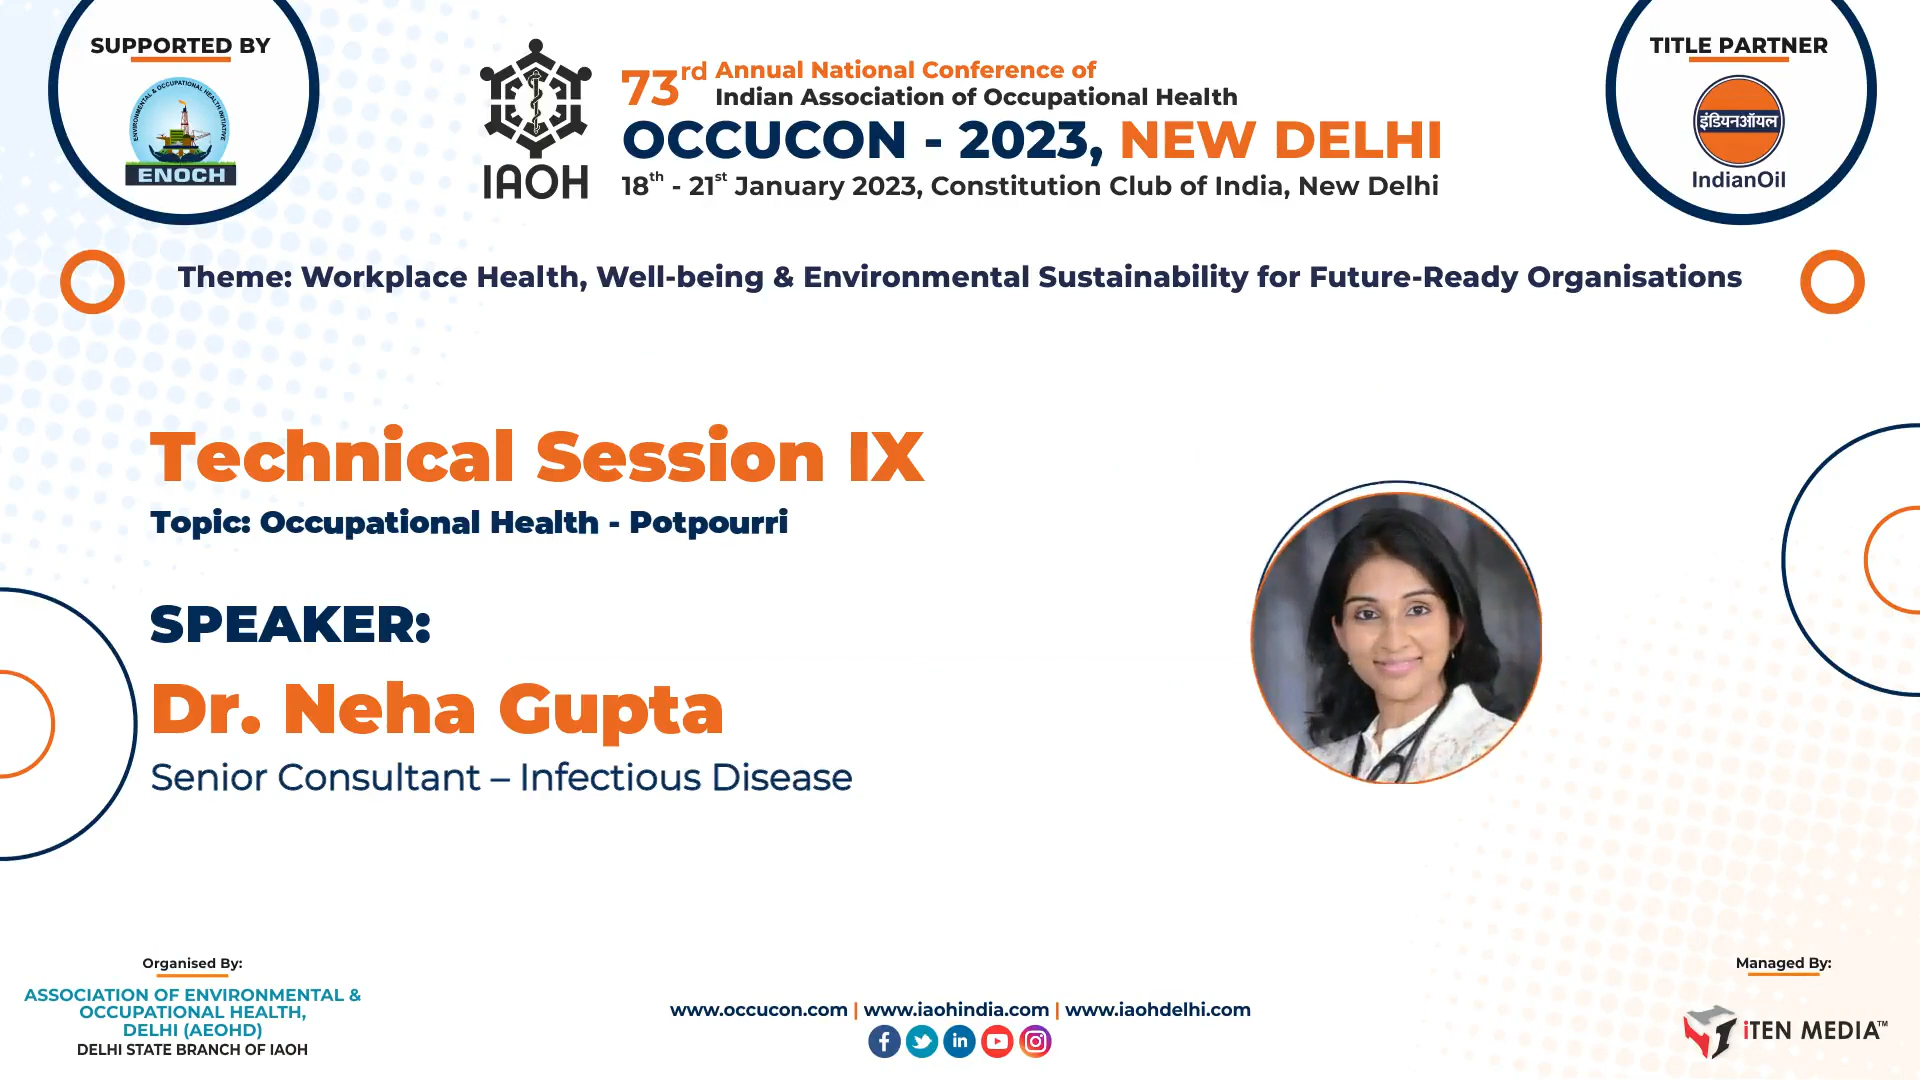 SUPPORTED BY
ENVIRONMENTAL & OCCUPATIONAL HEALTH INITIATIVE
ENOCH
IAOH
73rd Annual National Conference of
Indian Association of Occupational Health
OCCUCON - 2023, NEW DELHI
18th - 21st January 2023, Constitution Club of India, New Delhi
TITLE PARTNER
इंडियनऑयल
IndianOil
Theme: Workplace Health, Well-being & Environmental Sustainability for Future-Ready Organisations
Technical Session IX
Topic: Occupational Health - Potpourri
SPEAKER:
Dr. Neha Gupta
Senior Consultant – Infectious Disease
Organised By:
ASSOCIATION OF ENVIRONMENTAL &
OCCUPATIONAL HEALTH,
DELHI (AEOHD)
DELHI STATE BRANCH OF IAOH
www.occucon.com | www.iaohindia.com | www.iaohdelhi.com
Managed By:
iTEN MEDIA™